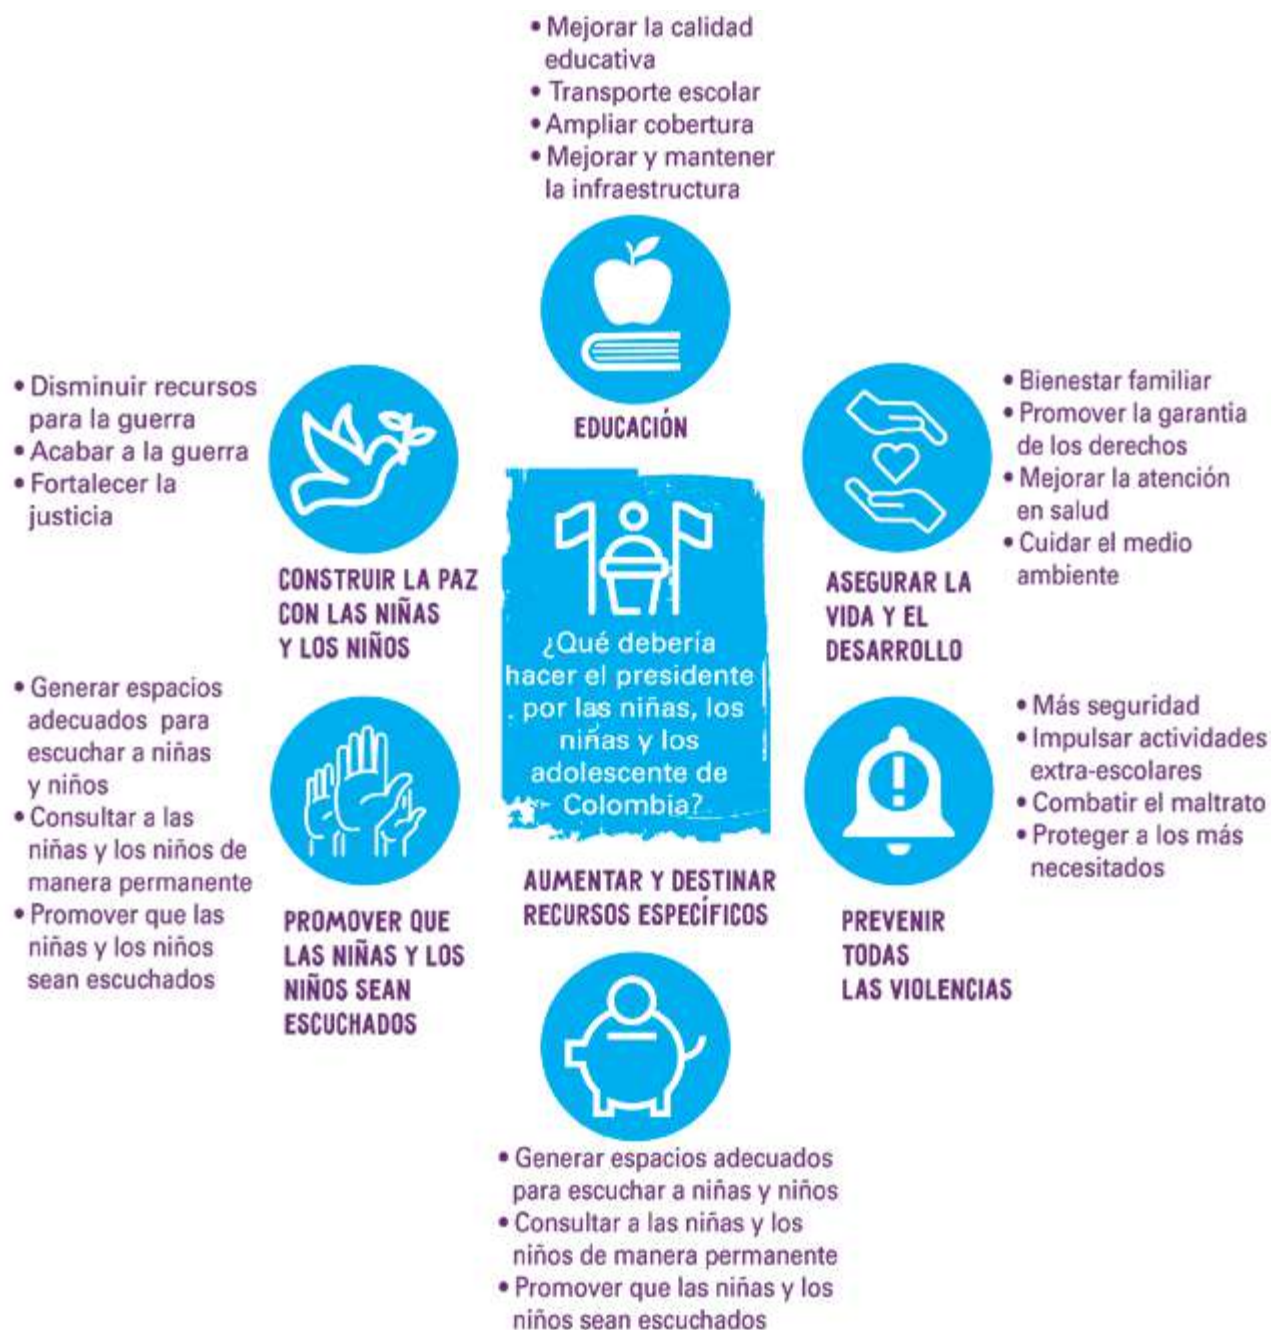 • Mejorar la calidad
educativa
• Transporte escolar
• Ampliar cobertura
• Mejorar y mantener
la infraestructura
EDUCACIÓN
• Disminuir recursos
para la guerra
• Acabar a la guerra
• Fortalecer la
justicia
CONSTRUIR LA PAZ
CON LAS NIÑAS
Y LOS NIÑOS
• Bienestar familiar
• Promover la garantia
de los derechos
• Mejorar la atención
en salud
• Cuidar el medio
ambiente
ASEGURAR LA
VIDA Y EL
DESARROLLO
¿Qué debería
hacer el presidente
por las niñas, los
niñas y los
adolescente de
Colombia?
• Generar espacios
adecuados para
escuchar a niñas
y niños
• Consultar a las
niñas y los niños de
manera permanente
• Promover que las
niñas y los niños
sean escuchados
PROMOVER QUE
LAS NIÑAS Y LOS
NIÑOS SEAN
ESCUCHADOS
• Más seguridad
• Impulsar actividades
extra-escolares
• Combatir el maltrato
• Proteger a los más
necesitados
PREVENIR
TODAS
LAS VIOLENCIAS
AUMENTAR Y DESTINAR
RECURSOS ESPECÍFICOS
• Generar espacios adecuados
para escuchar a niñas y niños
• Consultar a las niñas y los
niños de manera permanente
• Promover que las niñas y los
niños sean escuchados